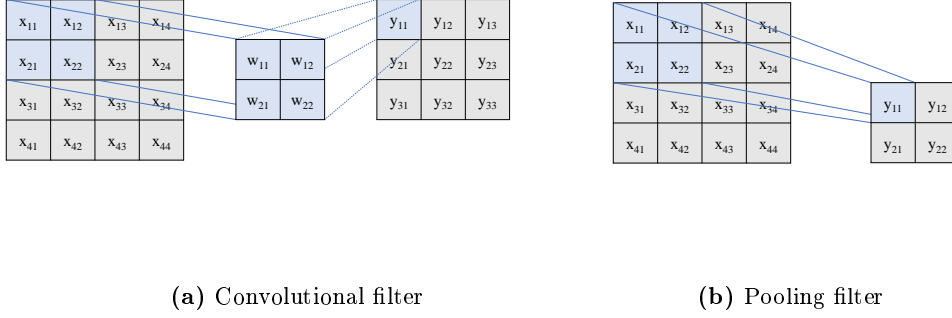 x11 x12 x13 x14
x21 x22 x23 x24
x31 x32 x33 x34
x41 x42 x43 x44
w11 w12
w21 w22
y11 y12 y13
y21 y22 y23
y31 y32 y33
(a) Convolutional filter
x11 x12 x13 x14
x21 x22 x23 x24
x31 x32 x33 x34
x41 x42 x43 x44
y11 y12
y21 y22
(b) Pooling filter